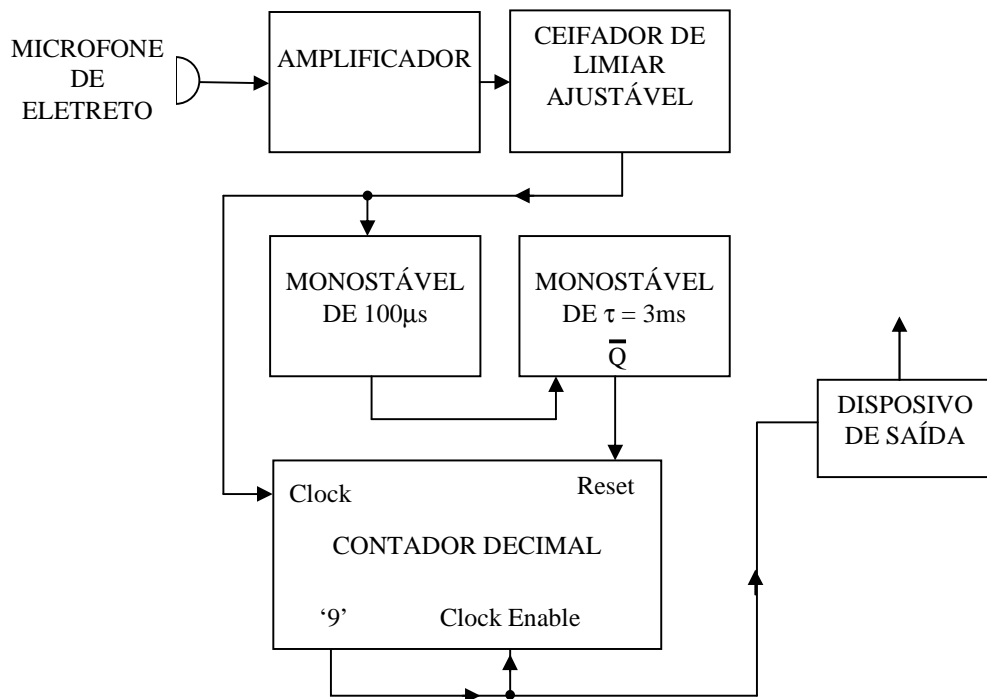 MICROFONE
DE
ELETRETO
AMPLIFICADOR
CEIFADOR DE
LIMIAR
AJUSTÁVEL
MONOSTÁVEL
DE 100μs
MONOSTÁVEL
DE τ = 3ms
Q̅
DISPOSIVO
DE SAÍDA
Clock
Reset
CONTADOR DECIMAL
‘9’
Clock Enable